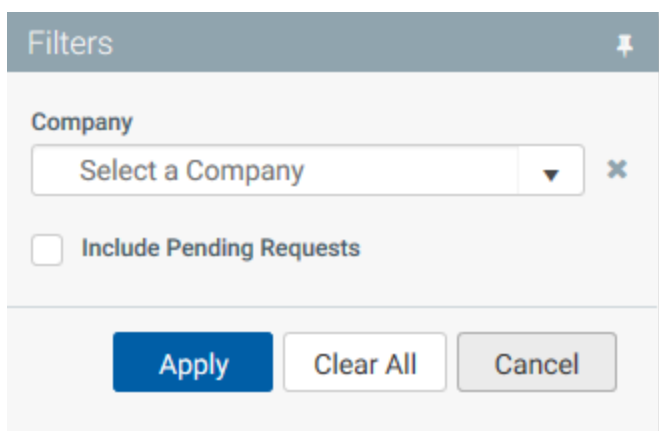 Filters
Company
Select a Company
Include Pending Requests
Apply Clear All Cancel